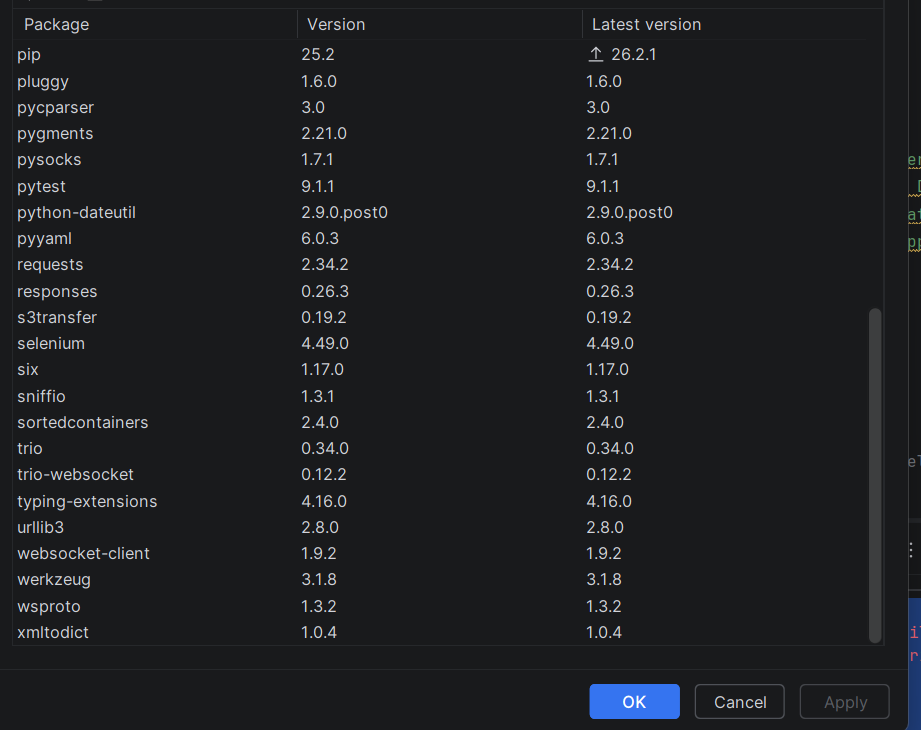 Package Version Latest version
pip 25.2 26.2.1
pluggy 1.6.0 1.6.0
pycparser 3.0 3.0
pygments 2.21.0 2.21.0
pysocks 1.7.1 1.7.1
pytest 9.1.1 9.1.1
python-dateutil 2.9.0.post0 2.9.0.post0
pyyaml 6.0.3 6.0.3
requests 2.34.2 2.34.2
responses 0.26.3 0.26.3
s3transfer 0.19.2 0.19.2
selenium 4.49.0 4.49.0
six 1.17.0 1.17.0
sniffio 1.3.1 1.3.1
sortedcontainers 2.4.0 2.4.0
trio 0.34.0 0.34.0
trio-websocket 0.12.2 0.12.2
typing-extensions 4.16.0 4.16.0
urllib3 2.8.0 2.8.0
websocket-client 1.9.2 1.9.2
werkzeug 3.1.8 3.1.8
wsproto 1.3.2 1.3.2
xmltodict 1.0.4 1.0.4
OK Cancel Apply